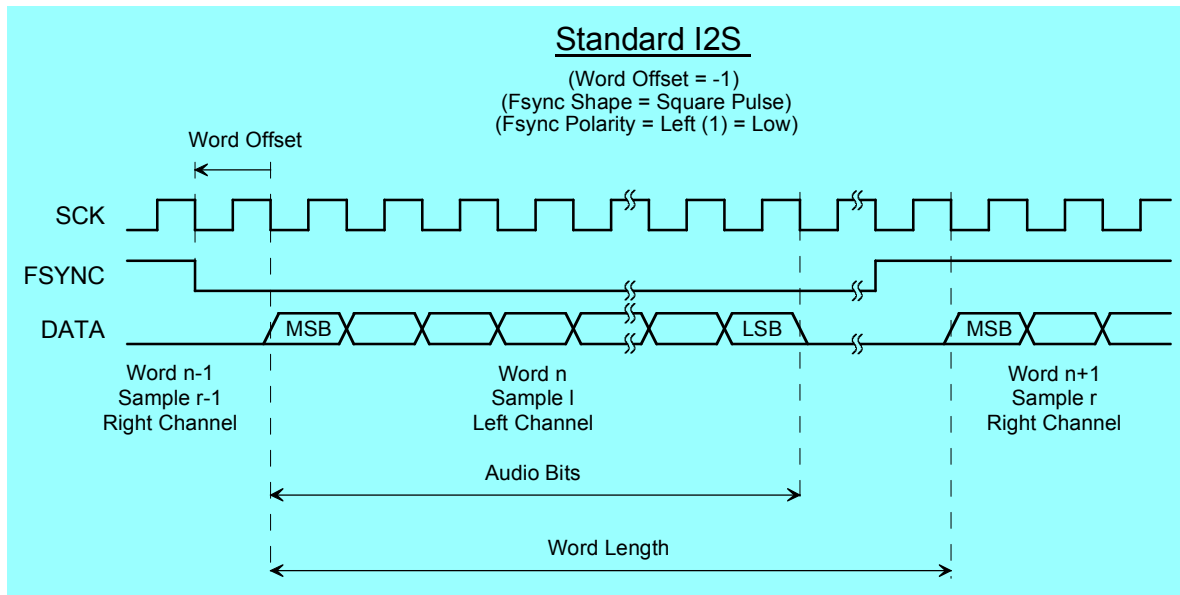 Standard I2S
(Word Offset = -1)
(Fsync Shape = Square Pulse)
(Fsync Polarity = Left (1) = Low)
Word Offset
SCK
FSYNC
DATA
MSB
LSB
MSB
Word n-1
Sample r-1
Right Channel
Word n
Sample l
Left Channel
Word n+1
Sample r
Right Channel
Audio Bits
Word Length